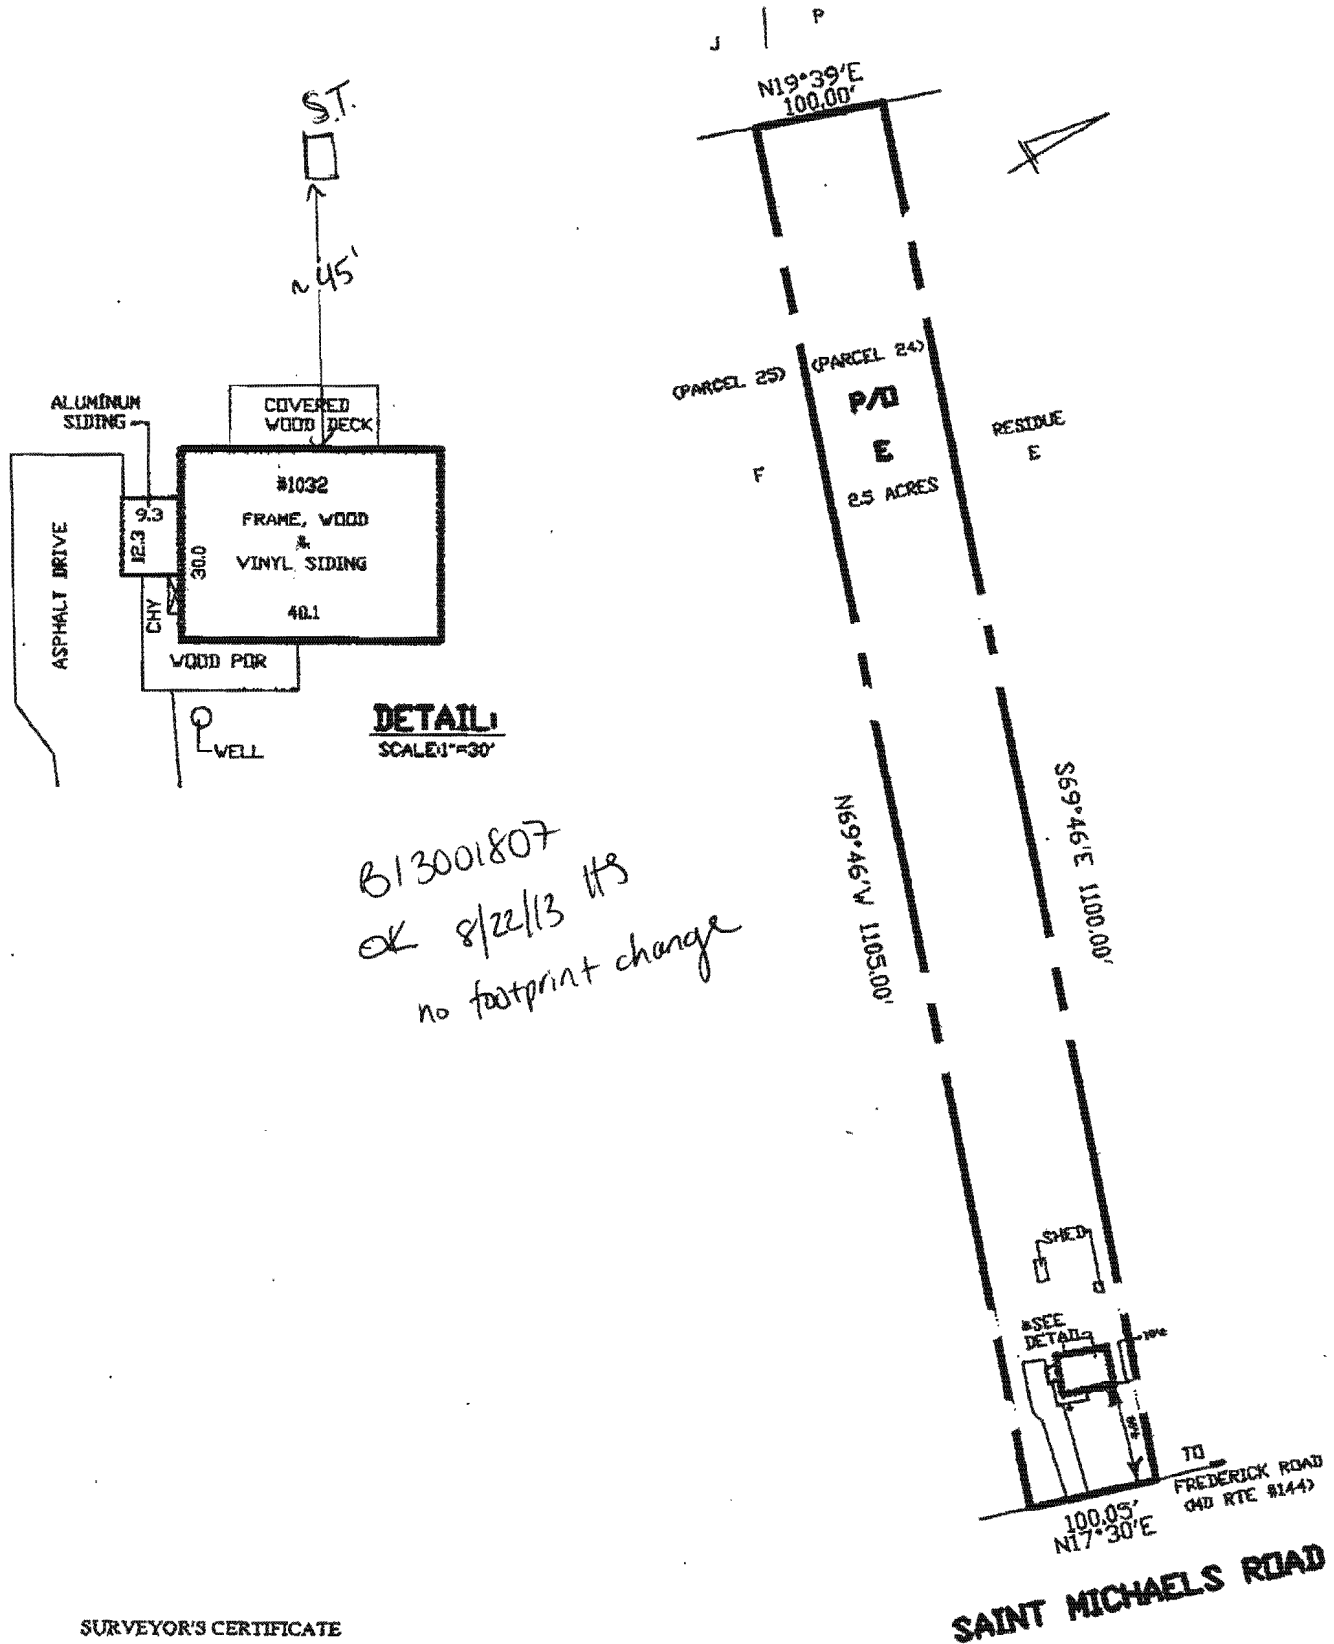 J
P
N19°39'E
100.00'
S.T.
~45'
(PARCEL 25)
(PARCEL 24)
P/O
E
2.5 ACRES
F
RESIDUE
E
ALUMINUM
SIDING
COVERED
WOOD DECK
#1032
FRAME, WOOD
&
VINYL SIDING
9.3
12.3
30.0
40.1
ASPHALT DRIVE
CHY
WOOD POR
WELL
DETAIL:
SCALE:1"=30'
B13001807
OK 8/22/13 HS
no footprint change
N69°46'W 1105.00'
S69°46'E 1100.00'
SHED
*SEE
DETAIL
TO
FREDERICK ROAD
(MD RTE #144)
100.05'
N17°30'E
SAINT MICHAELS ROAD
SURVEYOR'S CERTIFICATE